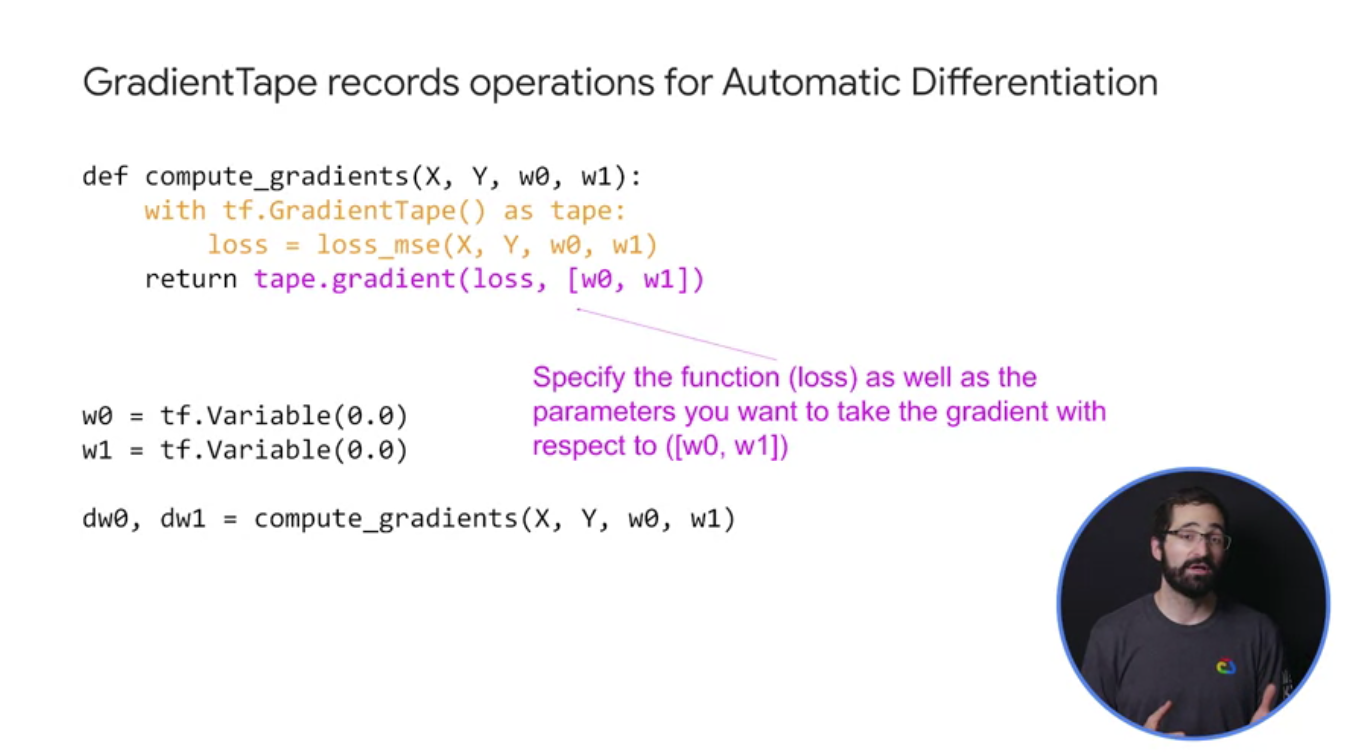 GradientTape records operations for Automatic Differentiation
def compute_gradients(X, Y, w0, w1):
    with tf.GradientTape() as tape:
        loss = loss_mse(X, Y, w0, w1)
    return tape.gradient(loss, [w0, w1])
Specify the function (loss) as well as the
parameters you want to take the gradient with
respect to ([w0, w1])
w0 = tf.Variable(0.0)
w1 = tf.Variable(0.0)
dw0, dw1 = compute_gradients(X, Y, w0, w1)